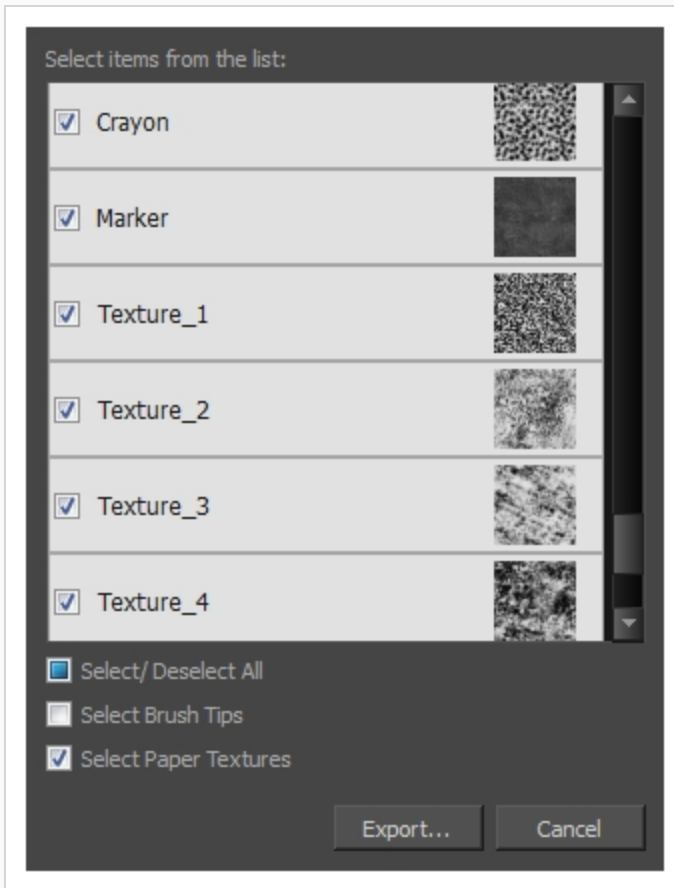 Select items from the list:
Crayon
Marker
Texture_1
Texture_2
Texture_3
Texture_4
Select/ Deselect All
Select Brush Tips
Select Paper Textures
Export... Cancel